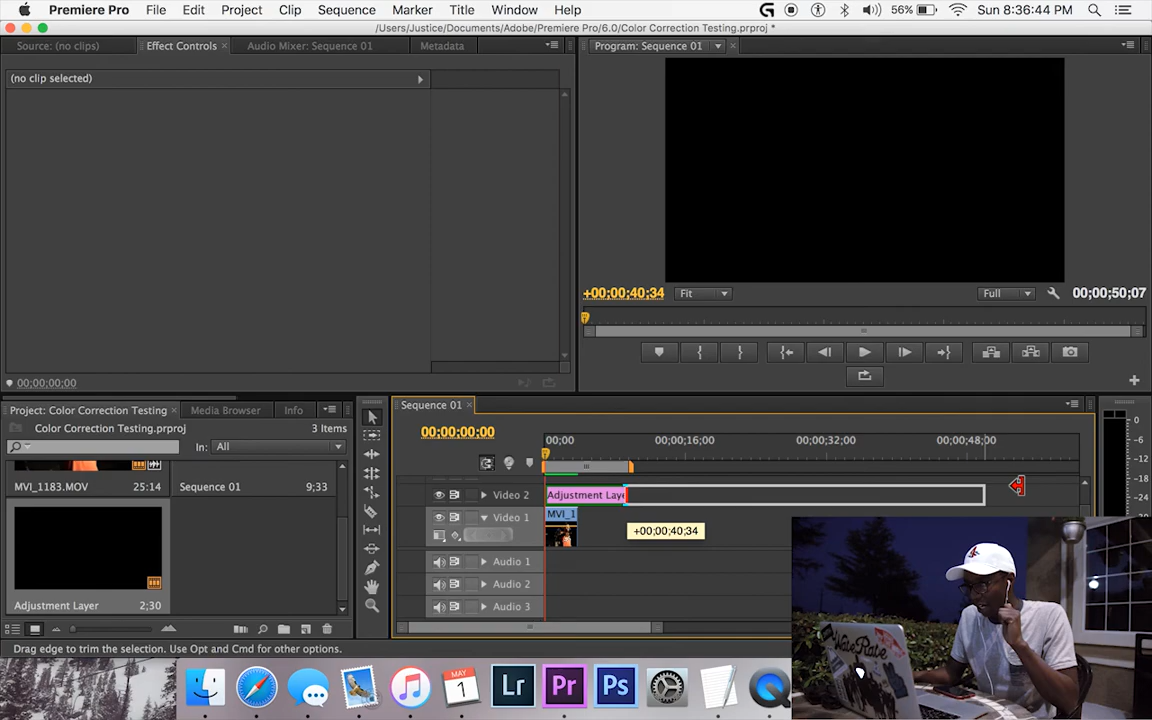 Premiere Pro File Edit Project Clip Sequence Marker Title Window Help 56% Sun 8:36:44 PM
/Users/Justice/Documents/Adobe/Premiere Pro/6.0/Color Correction Testing.prproj *
Source: (no clips) Effect Controls Audio Mixer: Sequence 01 Metadata Program: Sequence 01
(no clip selected)
+00;00;40;34 Fit Full 00;00;50;07
00;00;00;00
Project: Color Correction Testing Media Browser Info Sequence 01
Color Correction Testing.prproj 3 Items
00;00;00;00 00;00 00;00;16;00 00;00;32;00 00;00;48;00
In: All
MVI_1183.MOV 25:14 Sequence 01 9;33
Video 2 Adjustment Laye
Video 1 MVI_1
+00;00;40;34
Audio 1
Audio 2
Adjustment Layer 2;30 Audio 3
Drag edge to trim the selection. Use Opt and Cmd for other options.
0
-6
-12
-18
-24
MAY
1
Lr Pr Ps